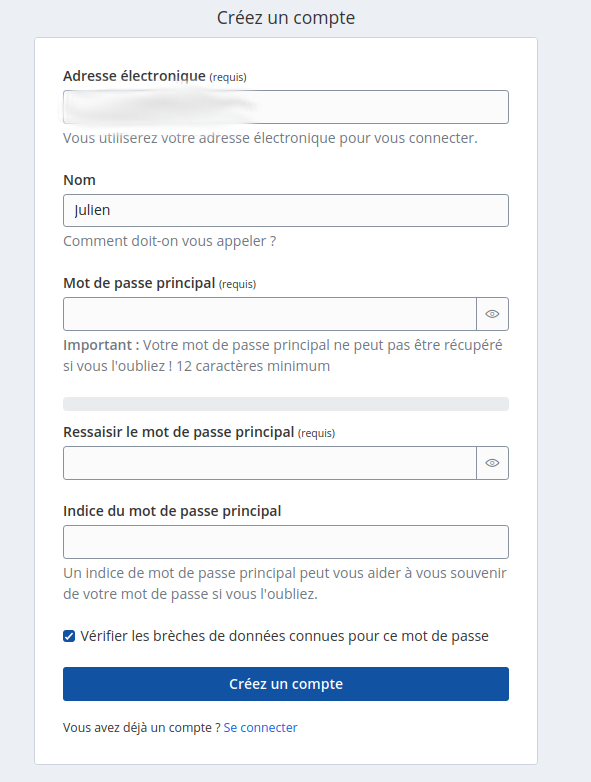 Créez un compte
Adresse électronique (requis)
Vous utiliserez votre adresse électronique pour vous connecter.
Nom
Julien
Comment doit-on vous appeler ?
Mot de passe principal (requis)
Important : Votre mot de passe principal ne peut pas être récupéré
si vous l'oubliez ! 12 caractères minimum
Ressaisir le mot de passe principal (requis)
Indice du mot de passe principal
Un indice de mot de passe principal peut vous aider à vous souvenir
de votre mot de passe si vous l'oubliez.
Vérifier les brèches de données connues pour ce mot de passe
Créez un compte
Vous avez déjà un compte ? Se connecter